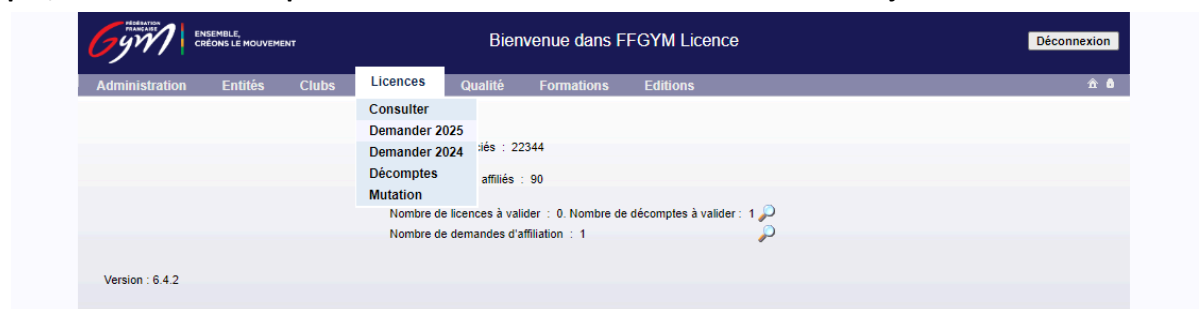 FÉDÉRATION
FRANÇAISE
Gym
ENSEMBLE,
CRÉONS LE MOUVEMENT
Bienvenue dans FFGYM Licence
Déconnexion
Administration Entités Clubs Licences Qualité Formations Editions
Consulter
Demander 2025
Demander 2024
Décomptes
Mutation
ciés : 22344
affiliés : 90
Nombre de licences à valider : 0. Nombre de décomptes à valider : 1
Nombre de demandes d'affiliation : 1
Version : 6.4.2